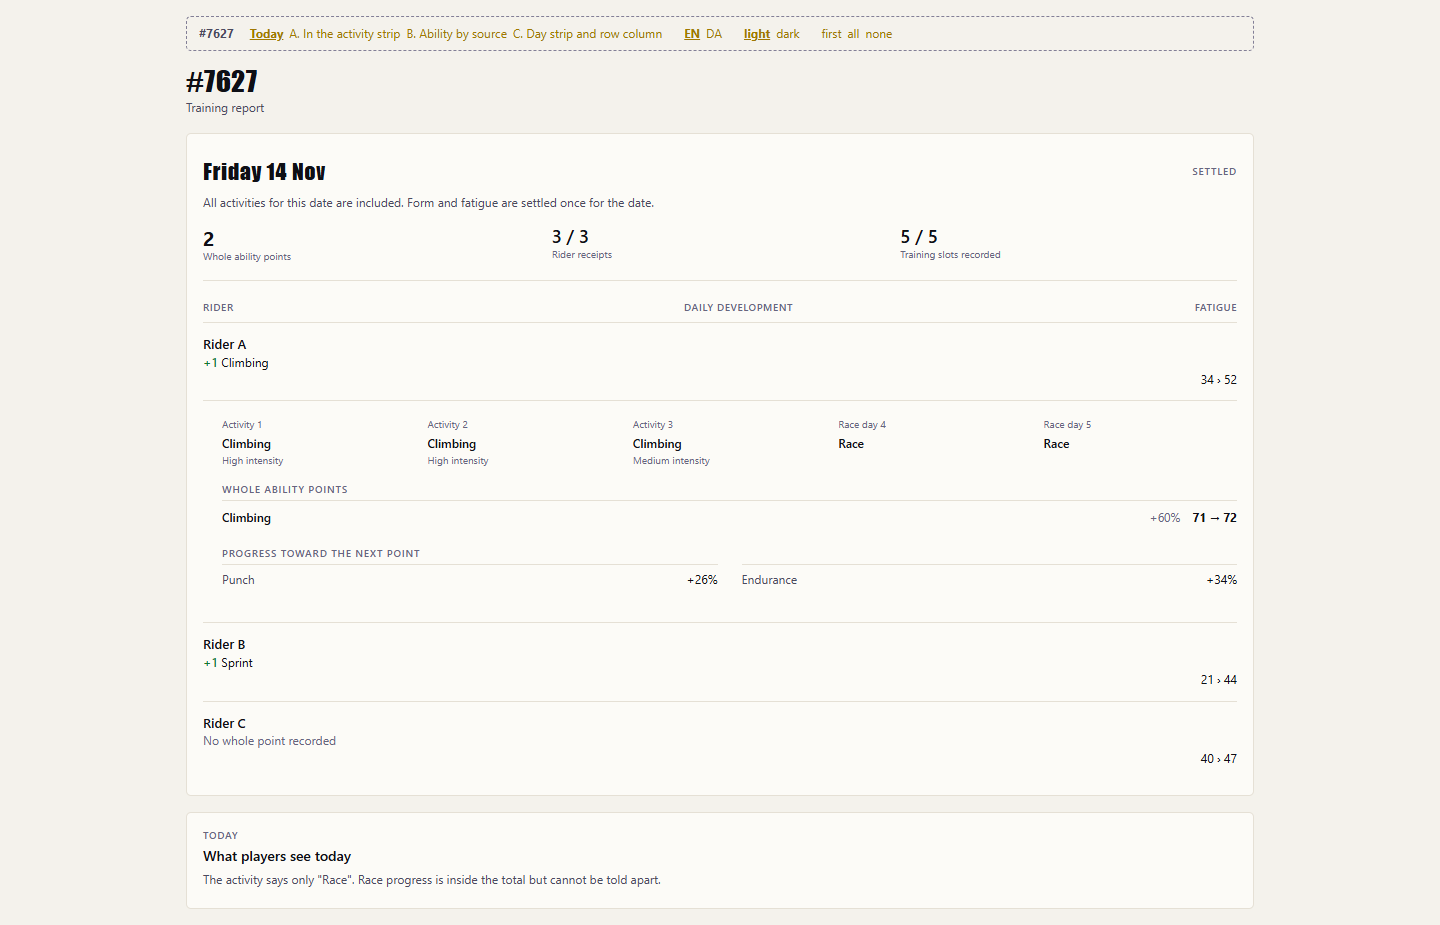 #7627 Today A. In the activity strip B. Ability by source C. Day strip and row column EN DA light dark first all none
#7627
Training report
Friday 14 Nov SETTLED
All activities for this date are included. Form and fatigue are settled once for the date.
2 3 / 3 5 / 5
Whole ability points Rider receipts Training slots recorded
RIDER DAILY DEVELOPMENT FATIGUE
Rider A
+1 Climbing
34 › 52
Activity 1 Activity 2 Activity 3 Race day 4 Race day 5
Climbing Climbing Climbing Race Race
High intensity High intensity Medium intensity
WHOLE ABILITY POINTS
Climbing +60% 71 → 72
PROGRESS TOWARD THE NEXT POINT
Punch +26% Endurance +34%
Rider B
+1 Sprint
21 › 44
Rider C
No whole point recorded
40 › 47
TODAY
What players see today
The activity says only "Race". Race progress is inside the total but cannot be told apart.